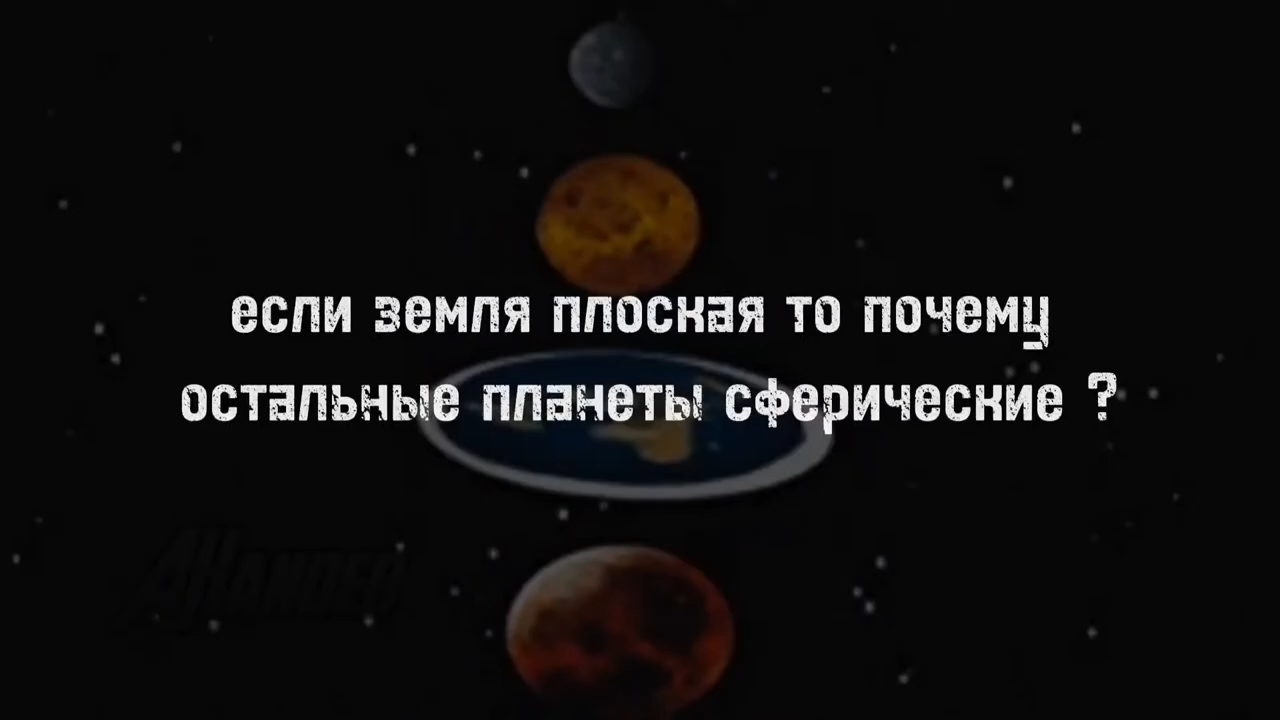 если земля плоская то почему
остальные планеты сферические ?